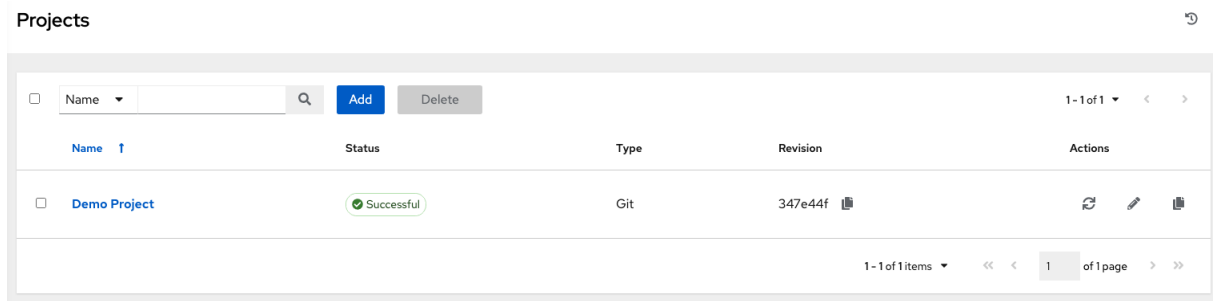 Projects
Name Add Delete 1 - 1 of 1
Name Status Type Revision Actions
Demo Project Successful Git 347e44f
1 - 1 of 1 items 1 of 1 page